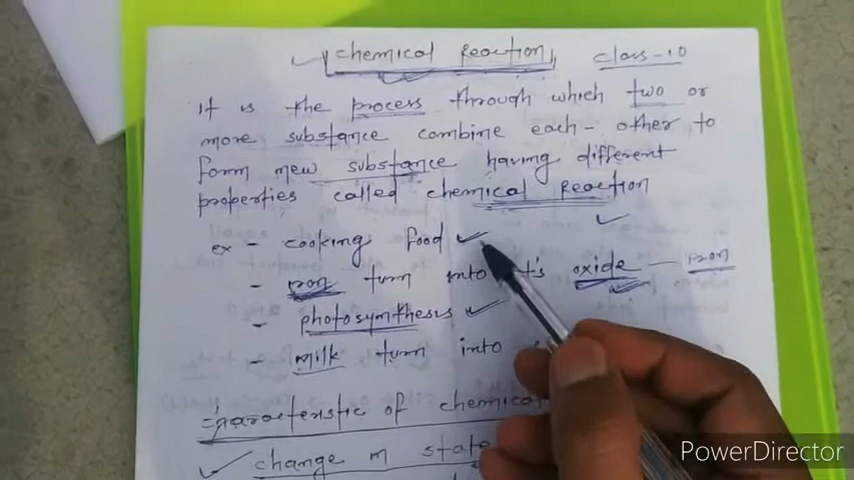 Chemical Reaction class-10
it is the process through which two or
more substance combine each-other to
form new substance having different
properties called chemical Reaction
ex - cooking food
- iron turn into it's oxide — iron
- photosynthesis
- milk turn into
characteristic of chemical
change in state
PowerDirector